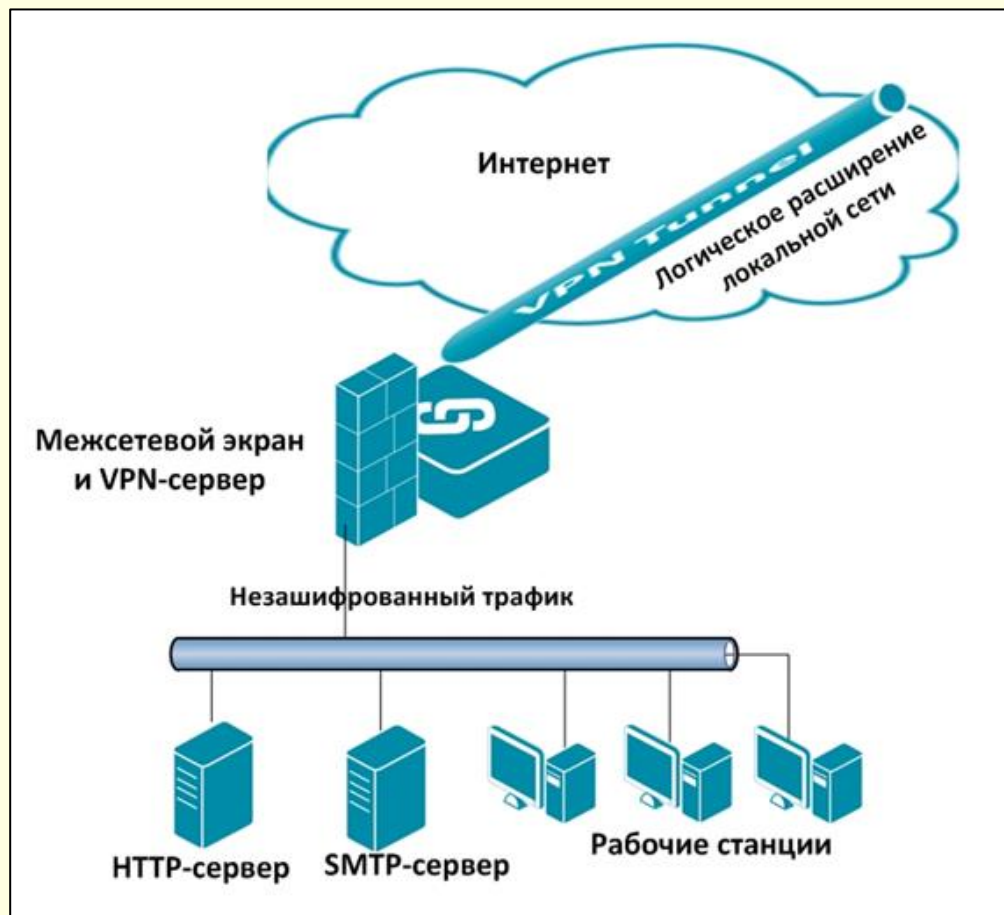 Интернет
VPN Tunnel
Логическое расширение
локальной сети
Межсетевой экран
и VPN-сервер
Незашифрованный трафик
HTTP-сервер
SMTP-сервер
Рабочие станции